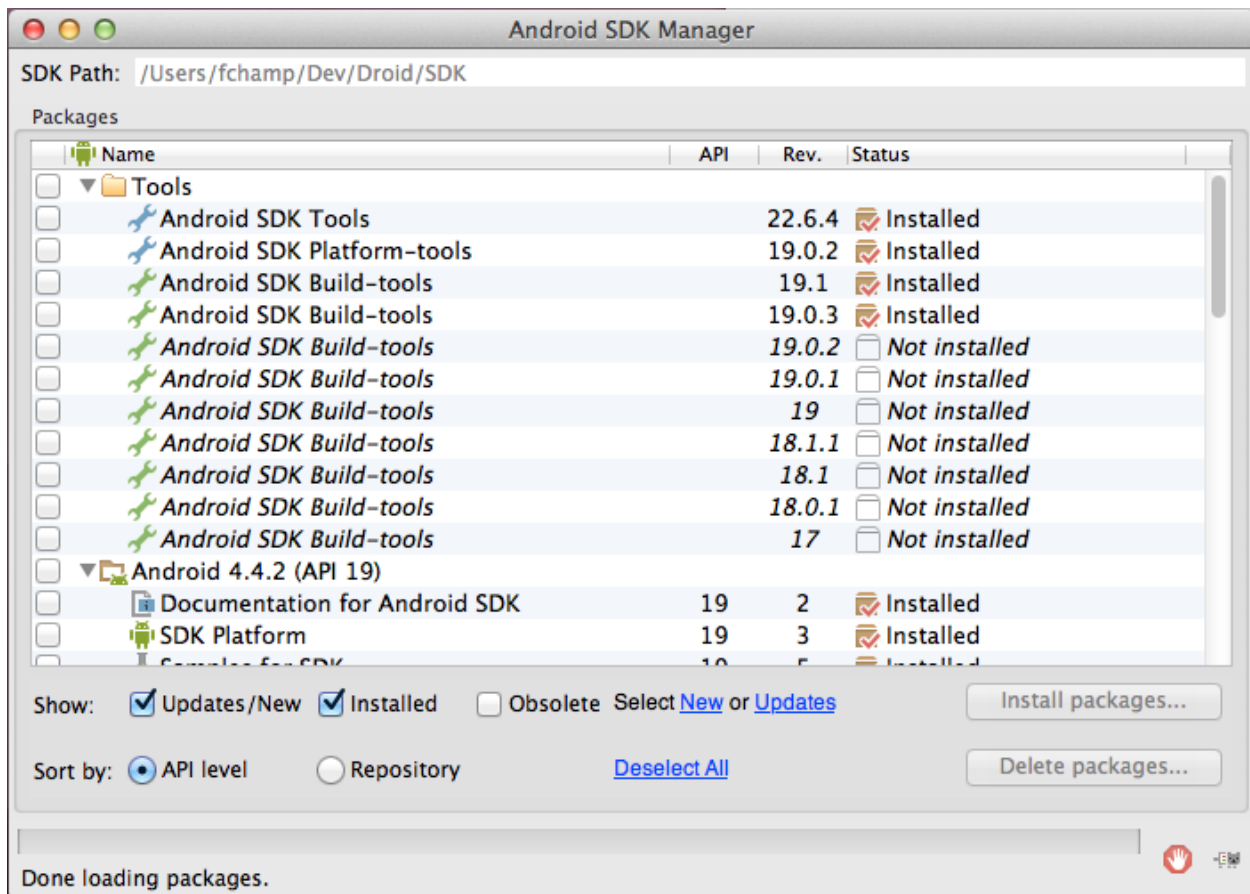 Android SDK Manager
SDK Path: /Users/fchamp/Dev/Droid/SDK
Packages
Name API Rev. Status
Tools
Android SDK Tools 22.6.4 Installed
Android SDK Platform-tools 19.0.2 Installed
Android SDK Build-tools 19.1 Installed
Android SDK Build-tools 19.0.3 Installed
Android SDK Build-tools 19.0.2 Not installed
Android SDK Build-tools 19.0.1 Not installed
Android SDK Build-tools 19 Not installed
Android SDK Build-tools 18.1.1 Not installed
Android SDK Build-tools 18.1 Not installed
Android SDK Build-tools 18.0.1 Not installed
Android SDK Build-tools 17 Not installed
Android 4.4.2 (API 19)
Documentation for Android SDK 19 2 Installed
SDK Platform 19 3 Installed
Samples for SDK 19 5 Installed
Show: Updates/New Installed Obsolete Select New or Updates Install packages...
Sort by: API level Repository Deselect All Delete packages...
Done loading packages.